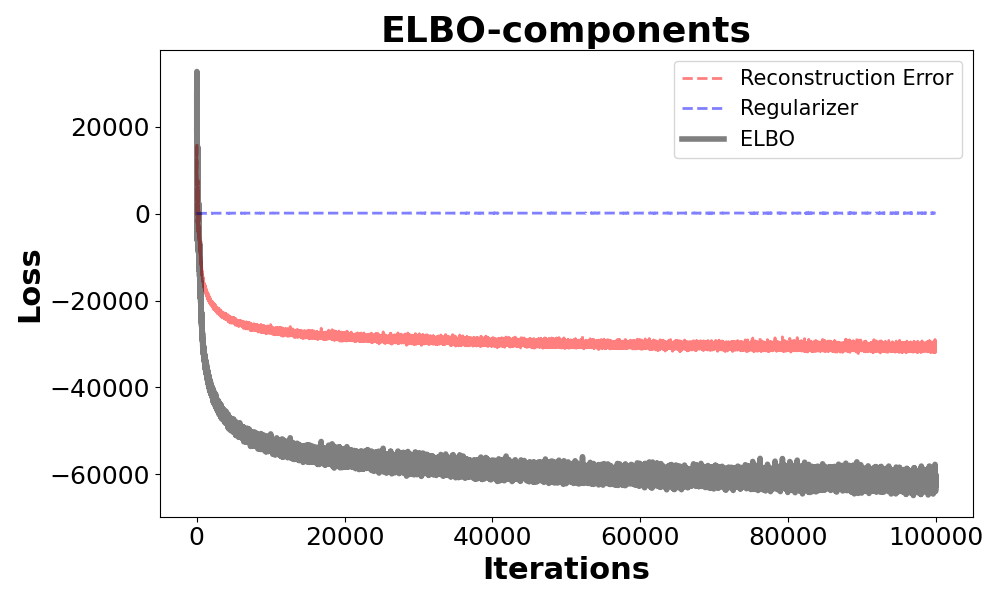 ELBO-components
Reconstruction Error
Regularizer
ELBO
20000
0
−20000
−40000
−60000
Loss
0
20000
40000
60000
80000
100000
Iterations